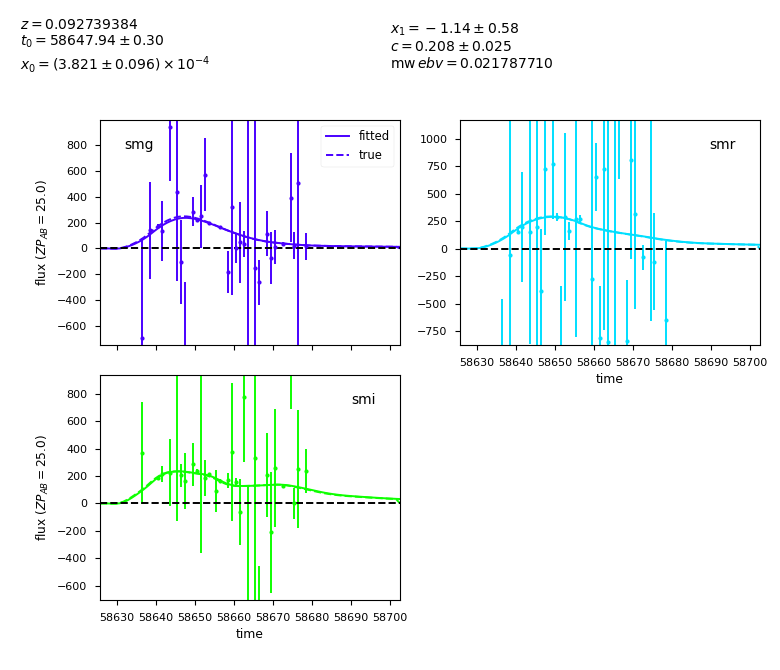 z = 0.092739384
t₀ = 58647.94 ± 0.30
x₀ = (3.821 ± 0.096) × 10⁻⁴
x₁ = −1.14 ± 0.58
c = 0.208 ± 0.025
mw ebv = 0.021787710
smg
fitted
true
800
600
400
200
0
−200
−400
−600
flux (ZP_AB = 25.0)
smr
1000
750
500
250
0
−250
−500
−750
58630 58640 58650 58660 58670 58680 58690 58700
time
smi
800
600
400
200
0
−200
−400
−600
flux (ZP_AB = 25.0)
58630 58640 58650 58660 58670 58680 58690 58700
time